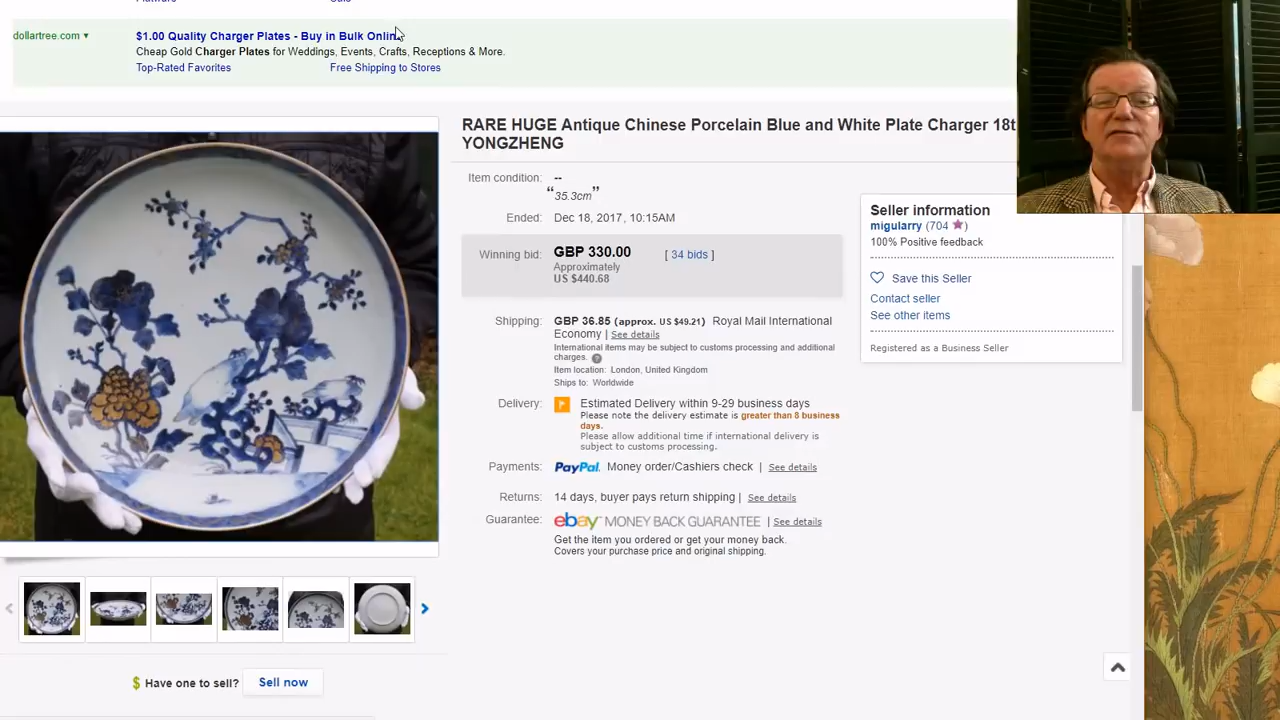 dollartree.com ▾
$1.00 Quality Charger Plates - Buy in Bulk Onlin
Cheap Gold Charger Plates for Weddings, Events, Crafts, Receptions & More.
Top-Rated Favorites
Free Shipping to Stores
RARE HUGE Antique Chinese Porcelain Blue and White Plate Charger 18t
YONGZHENG
Item condition: --
“35.3cm”
Ended: Dec 18, 2017 , 10:15AM
Winning bid: GBP 330.00 [ 34 bids ]
Approximately
US $440.68
Shipping: GBP 36.85 (approx. US $49.21) Royal Mail International
Economy | See details
International items may be subject to customs processing and additional
charges. ?
Item location: London, United Kingdom
Ships to: Worldwide
Delivery: Estimated Delivery within 9-29 business days
Please note the delivery estimate is greater than 8 business
days.
Please allow additional time if international delivery is
subject to customs processing.
Payments: PayPal Money order/Cashiers check | See details
Returns: 14 days, buyer pays return shipping | See details
Guarantee: ebay MONEY BACK GUARANTEE | See details
Get the item you ordered or get your money back.
Covers your purchase price and original shipping.
Seller information
migularry (704 )
100% Positive feedback
Save this Seller
Contact seller
See other items
Registered as a Business Seller
$ Have one to sell? Sell now